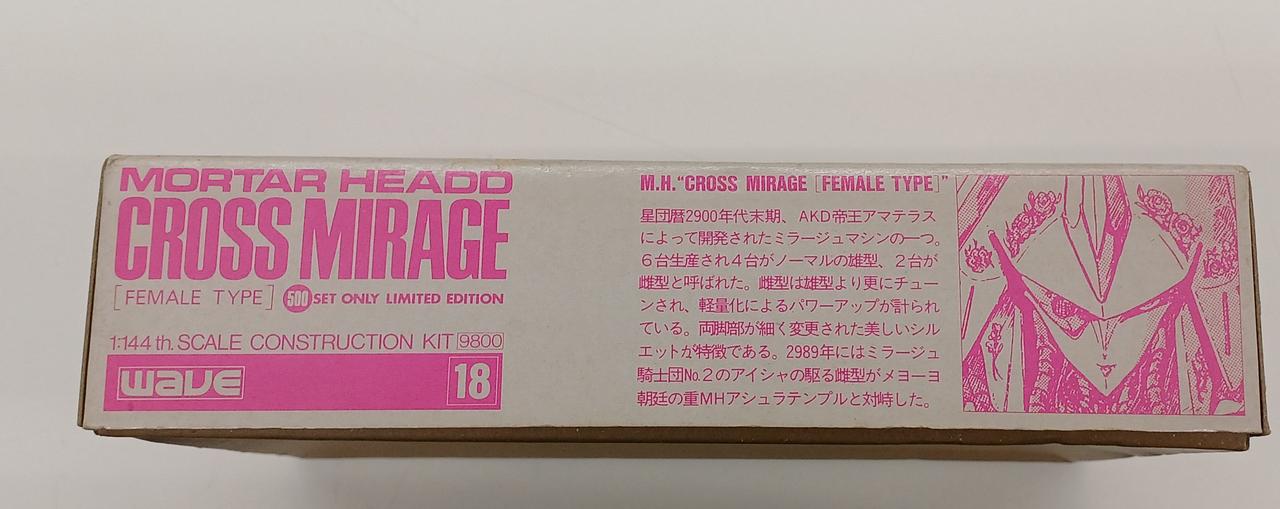 MORTAR HEADD
CROSS MIRAGE
[FEMALE TYPE] 500 SET ONLY LIMITED EDITION
1:144 th. SCALE CONSTRUCTION KIT 9800
wave 18
M.H."CROSS MIRAGE [FEMALE TYPE]"
星団暦2900年代末期、AKD帝王アマテラス
によって開発されたミラージュマシンの一つ。
6台生産され4台がノーマルの雄型、2台が
雌型と呼ばれた。雌型は雄型より更にチュー
ンされ、軽量化によるパワーアップが計られ
ている。両脚部が細く変更された美しいシル
エットが特徴である。2989年にはミラージュ
騎士団No.2のアイシャの駆る雌型がメヨーヨ
朝廷の重MHアシュラテンプルと対峙した。